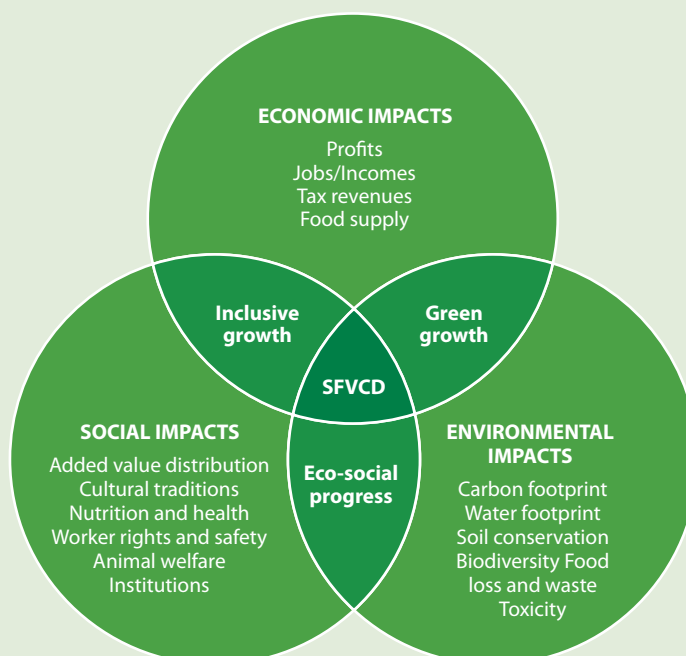 ECONOMIC IMPACTS
Profits
Jobs/Incomes
Tax revenues
Food supply
Inclusive
growth
Green
growth
SFVCD
SOCIAL IMPACTS
Added value distribution
Cultural traditions
Nutrition and health
Worker rights and safety
Animal welfare
Institutions
Eco-social
progress
ENVIRONMENTAL
IMPACTS
Carbon footprint
Water footprint
Soil conservation
Biodiversity Food
loss and waste
Toxicity